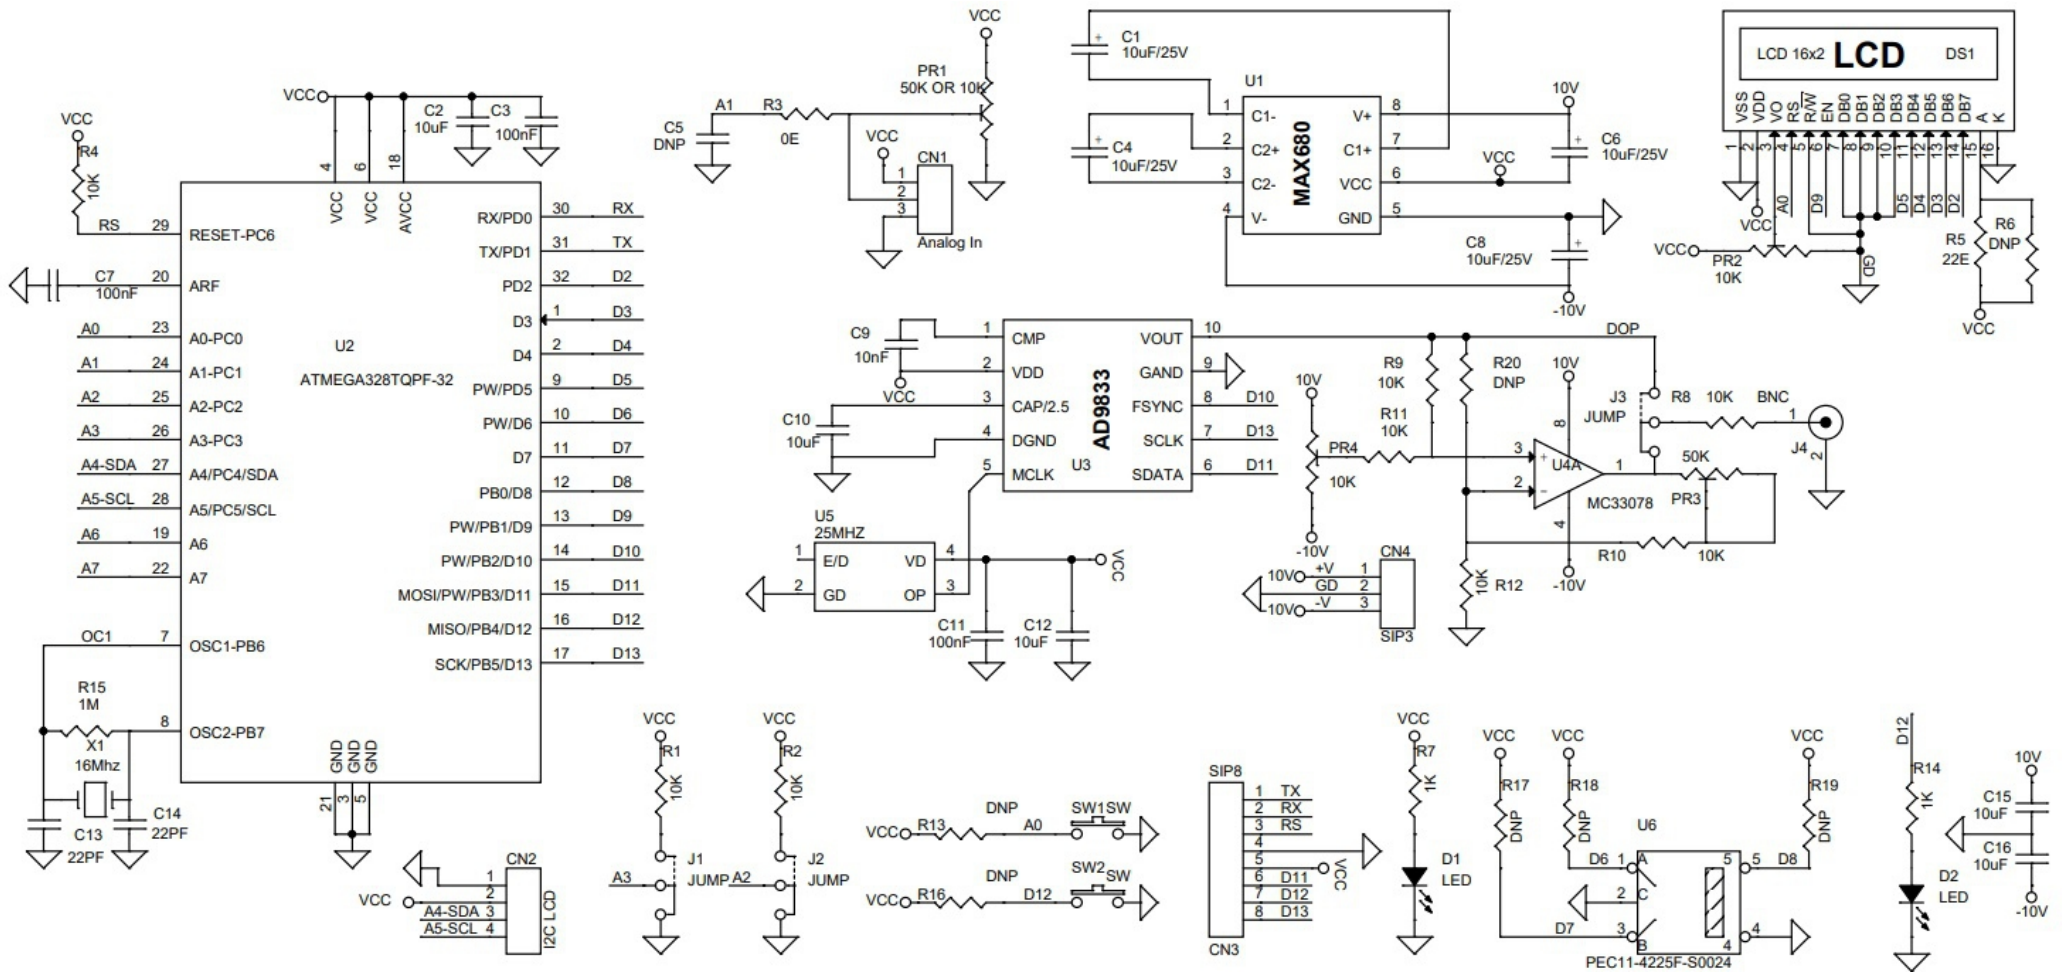 VCC
R4
10K
RS
29
RESET-PC6
C7
100nF
20
ARF
A0
23
A0-PC0
A1
24
A1-PC1
A2
25
A2-PC2
A3
26
A3-PC3
A4-SDA
27
A4/PC4/SDA
A5-SCL
28
A5/PC5/SCL
A6
19
A6
A7
22
A7
OC1
7
OSC1-PB6
R15
1M
8
OSC2-PB7
X1
16Mhz
C13
22PF
C14
22PF
VCC
C2
10uF
C3
100nF
4
6
18
VCC
VCC
AVCC
U2
ATMEGA328TQPF-32
RX/PD0
30
RX
TX/PD1
31
TX
PD2
32
D2
D3
1
D3
D4
2
D4
PW/PD5
9
D5
PW/D6
10
D6
D7
11
D7
PB0/D8
12
D8
PW/PB1/D9
13
D9
PW/PB2/D10
14
D10
MOSI/PW/PB3/D11
15
D11
MISO/PB4/D12
16
D12
SCK/PB5/D13
17
D13
GND
GND
GND
21
3
5
VCC
PR1
50K OR 10K
A1
R3
0E
C5
DNP
VCC
CN1
1
2
3
Analog In
C1
10uF/25V
C4
10uF/25V
U1
MAX680
1
C1-
2
C2+
3
C2-
4
V-
V+
8
C1+
7
VCC
6
GND
5
10V
VCC
C6
10uF/25V
C8
10uF/25V
-10V
LCD 16x2
LCD
DS1
VSS
VDD
VO
RS
R/W
EN
DB0
DB1
DB2
DB3
DB4
DB5
DB6
DB7
A
K
1
2
3
4
5
6
7
8
9
10
11
12
13
14
15
16
A0
D9
D5
D4
D3
D2
VCC
VCC
PR2
10K
GD
R5
22E
R6
DNP
VCC
C9
10nF
VCC
C10
10uF
1
CMP
2
VDD
3
CAP/2.5
4
DGND
5
MCLK
AD9833
U3
VOUT
10
GAND
9
FSYNC
8
D10
SCLK
7
D13
SDATA
6
D11
U5
25MHZ
1
E/D
2
GD
VD
4
OP
3
VCC
C11
100nF
C12
10uF
DOP
R9
10K
R20
DNP
R11
10K
10V
PR4
10K
-10V
10V
8
3
+
2
-
U4A
1
MC33078
4
-10V
J3
JUMP
R8
10K
BNC
1
J4
2
50K
PR3
R10
10K
10K
R12
CN4
10V
+V
1
GD
2
-10V
-V
3
SIP3
CN2
1
VCC
2
A4-SDA
3
A5-SCL
4
I2C LCD
VCC
R1
10K
J1
JUMP
A3
VCC
R2
10K
J2
JUMP
A2
VCC
R13
DNP
A0
SW1
SW
VCC
R16
DNP
D12
SW2
SW
SIP8
1
TX
2
RX
3
RS
4
5
VCC
6
D11
7
D12
8
D13
CN3
VCC
R7
1K
D1
LED
VCC
R17
DNP
VCC
R18
DNP
VCC
R19
DNP
U6
D6
1
A
2
C
D7
3
B
5
5
D8
4
4
PEC11-4225F-S0024
D12
R14
1K
D2
LED
10V
C15
10uF
C16
10uF
-10V